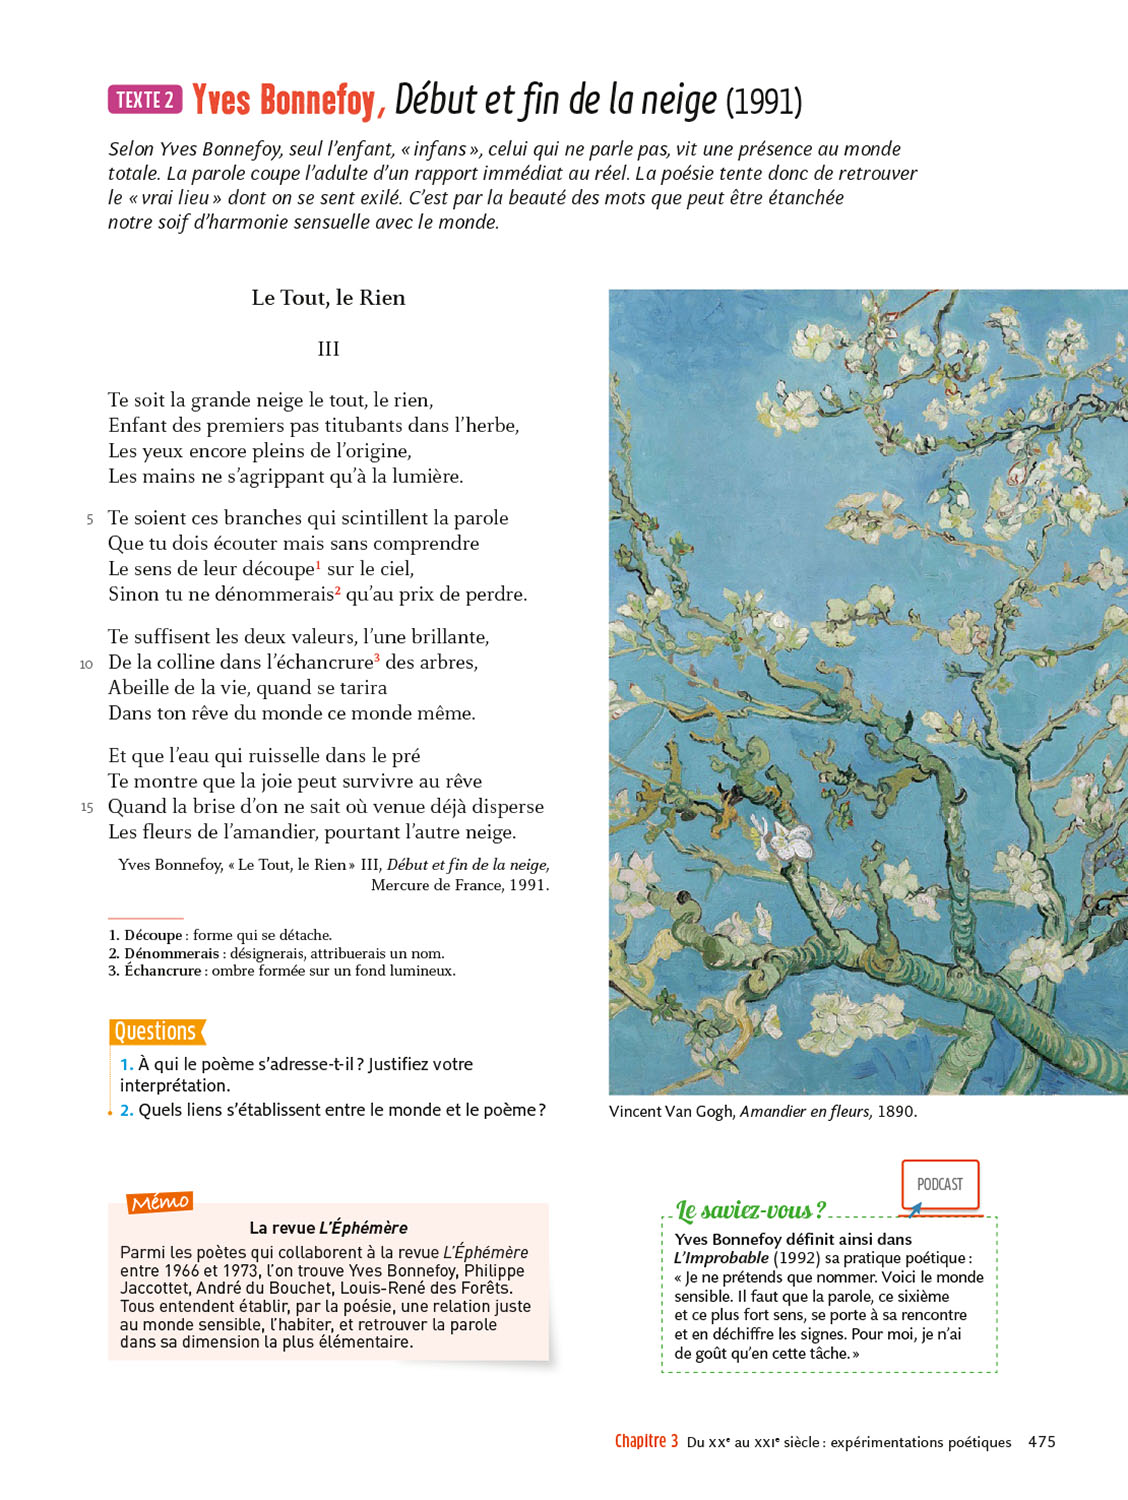 TEXTE 2 Yves Bonnefoy, Début et fin de la neige (1991)
Selon Yves Bonnefoy, seul l’enfant, « infans », celui qui ne parle pas, vit une présence au monde
totale. La parole coupe l’adulte d’un rapport immédiat au réel. La poésie tente donc de retrouver
le « vrai lieu » dont on se sent exilé. C’est par la beauté des mots que peut être étanchée
notre soif d’harmonie sensuelle avec le monde.
Le Tout, le Rien
III
Te soit la grande neige le tout, le rien,
Enfant des premiers pas titubants dans l’herbe,
Les yeux encore pleins de l’origine,
Les mains ne s’agrippant qu’à la lumière.
5 Te soient ces branches qui scintillent la parole
Que tu dois écouter mais sans comprendre
Le sens de leur découpe1 sur le ciel,
Sinon tu ne dénommerais2 qu’au prix de perdre.
Te suffisent les deux valeurs, l’une brillante,
10 De la colline dans l’échancrure3 des arbres,
Abeille de la vie, quand se tarira
Dans ton rêve du monde ce monde même.
Et que l’eau qui ruisselle dans le pré
Te montre que la joie peut survivre au rêve
15 Quand la brise d’on ne sait où venue déjà disperse
Les fleurs de l’amandier, pourtant l’autre neige.
Yves Bonnefoy, « Le Tout, le Rien » III, Début et fin de la neige,
Mercure de France, 1991.
1. Découpe : forme qui se détache.
2. Dénommerais : désignerais, attribuerais un nom.
3. Échancrure : ombre formée sur un fond lumineux.
Questions
1. À qui le poème s’adresse-t-il ? Justifiez votre
interprétation.
2. Quels liens s’établissent entre le monde et le poème ?
Vincent Van Gogh, Amandier en fleurs, 1890.
Mémo
La revue L’Éphémère
Parmi les poètes qui collaborent à la revue L’Éphémère
entre 1966 et 1973, l’on trouve Yves Bonnefoy, Philippe
Jaccottet, André du Bouchet, Louis-René des Forêts.
Tous entendent établir, par la poésie, une relation juste
au monde sensible, l’habiter, et retrouver la parole
dans sa dimension la plus élémentaire.
PODCAST
Le saviez-vous ?
Yves Bonnefoy définit ainsi dans
L’Improbable (1992) sa pratique poétique :
« Je ne prétends que nommer. Voici le monde
sensible. Il faut que la parole, ce sixième
et ce plus fort sens, se porte à sa rencontre
et en déchiffre les signes. Pour moi, je n’ai
de goût qu’en cette tâche. »
Chapitre 3 Du XXe au XXIe siècle : expérimentations poétiques 475